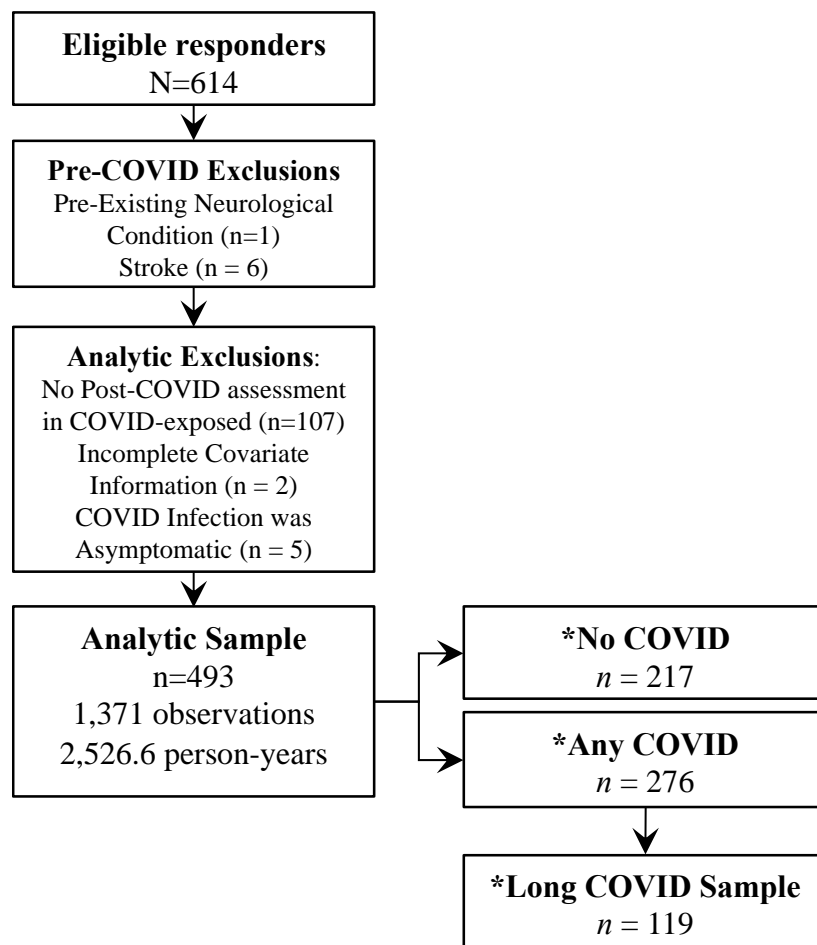 Eligible responders
N=614
Pre-COVID Exclusions
Pre-Existing Neurological
Condition (n=1)
Stroke (n = 6)
Analytic Exclusions:
No Post-COVID assessment
in COVID-exposed (n=107)
Incomplete Covariate
Information (n = 2)
COVID Infection was
Asymptomatic (n = 5)
Analytic Sample
n=493
1,371 observations
2,526.6 person-years
*No COVID
n = 217
*Any COVID
n = 276
*Long COVID Sample
n = 119